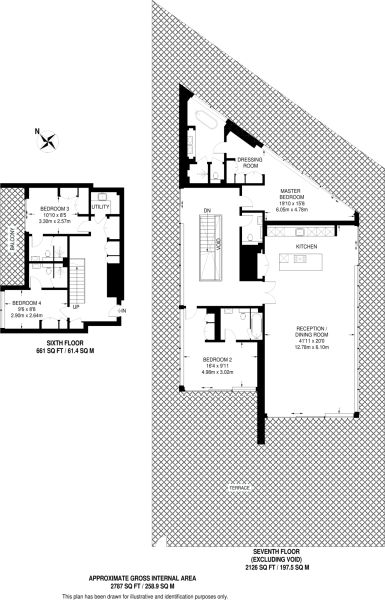 N
DRESSING
ROOM
MASTER
BEDROOM
19'10 x 15'8
6.05m x 4.78m
BEDROOM 3
10'10 x 8'5
3.30m x 2.57m
UTILITY
BALCONY
DN
VOID
KITCHEN
BEDROOM 4
9'6 x 8'8
2.90m x 2.64m
UP
IN
SIXTH FLOOR
661 SQ FT / 61.4 SQ M
RECEPTION /
DINING ROOM
41'11 x 20'0
12.78m x 6.10m
BEDROOM 2
16'4 x 9'11
4.98m x 3.02m
TERRACE
SEVENTH FLOOR
(EXCLUDING VOID)
2126 SQ FT / 197.5 SQ M
APPROXIMATE GROSS INTERNAL AREA
2787 SQ FT / 258.9 SQ M
This plan has been drawn for illustrative and identification purposes only.